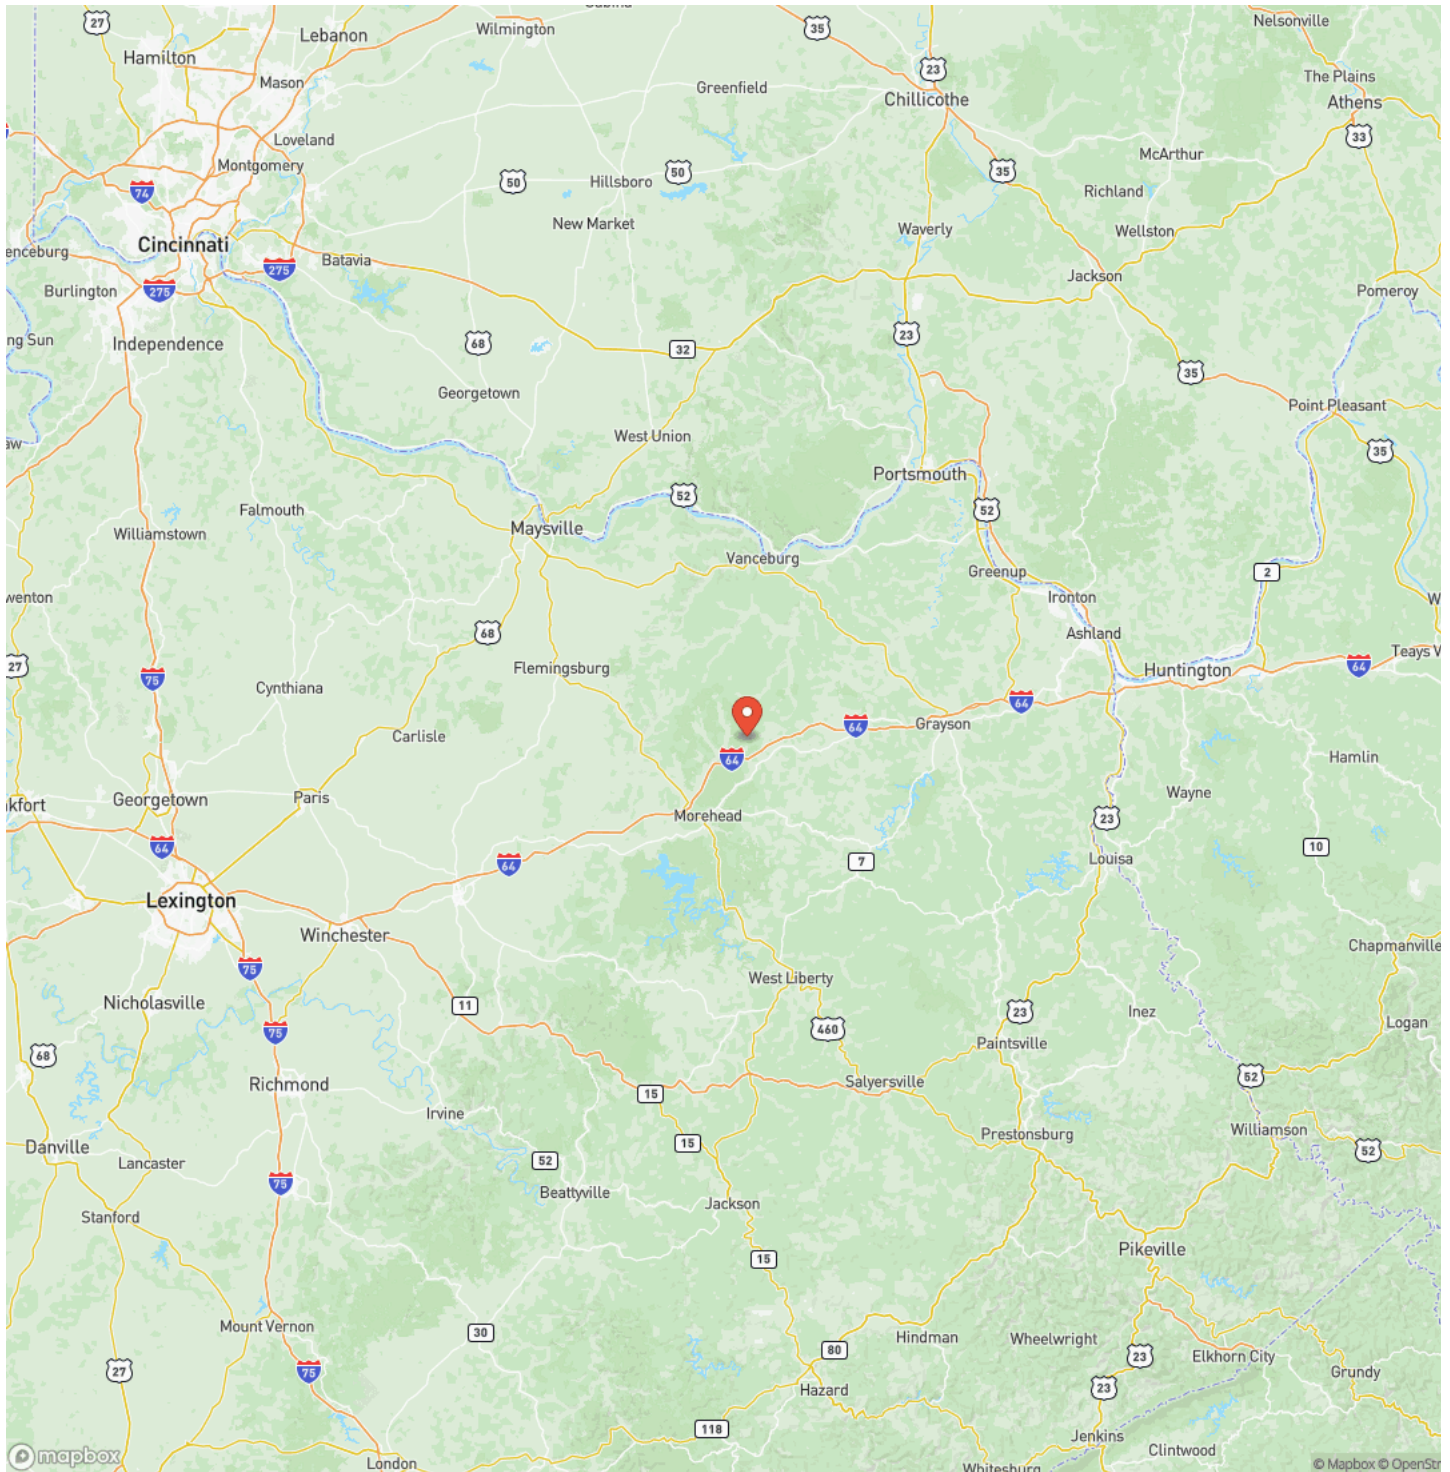 Cabina
27
Lebanon
Wilmington
35
Nelsonville
Hamilton
Mason
23
The Plains
Greenfield
Chillicothe
Athens
Loveland
33
Montgomery
McArthur
74
50
Hillsboro
50
35
Richland
New Market
Waverly
Wellston
Cincinnati
enceburg
275
Batavia
Jackson
Burlington
275
Pomeroy
ng Sun
Independence
68
32
23
35
Georgetown
Point Pleasant
aw
West Union
35
Portsmouth
52
Falmouth
52
Williamstown
Maysville
Vanceburg
Greenup
2
wenton
Ironton
W
68
Ashland
27
Flemingsburg
Teays V
75
Cynthiana
Huntington
64
64
Carlisle
64
Grayson
64
Hamlin
kfort
Georgetown
Paris
Wayne
Morehead
23
64
64
7
Louisa
10
Lexington
Winchester
Chapmanville
75
West Liberty
Nicholasville
11
23
Inez
75
460
Logan
68
Paintsville
Richmond
Salyersville
52
15
Irvine
Prestonsburg
Williamson
Danville
15
52
Lancaster
52
75
Beattyville
Jackson
Stanford
Pikeville
15
Mount Vernon
30
Hindman
Wheelwright
80
23
Elkhorn City
27
75
Grundy
Hazard
23
118
Jenkins
Clintwood
London
Whitesburg
mapbox
© Mapbox © OpenStr